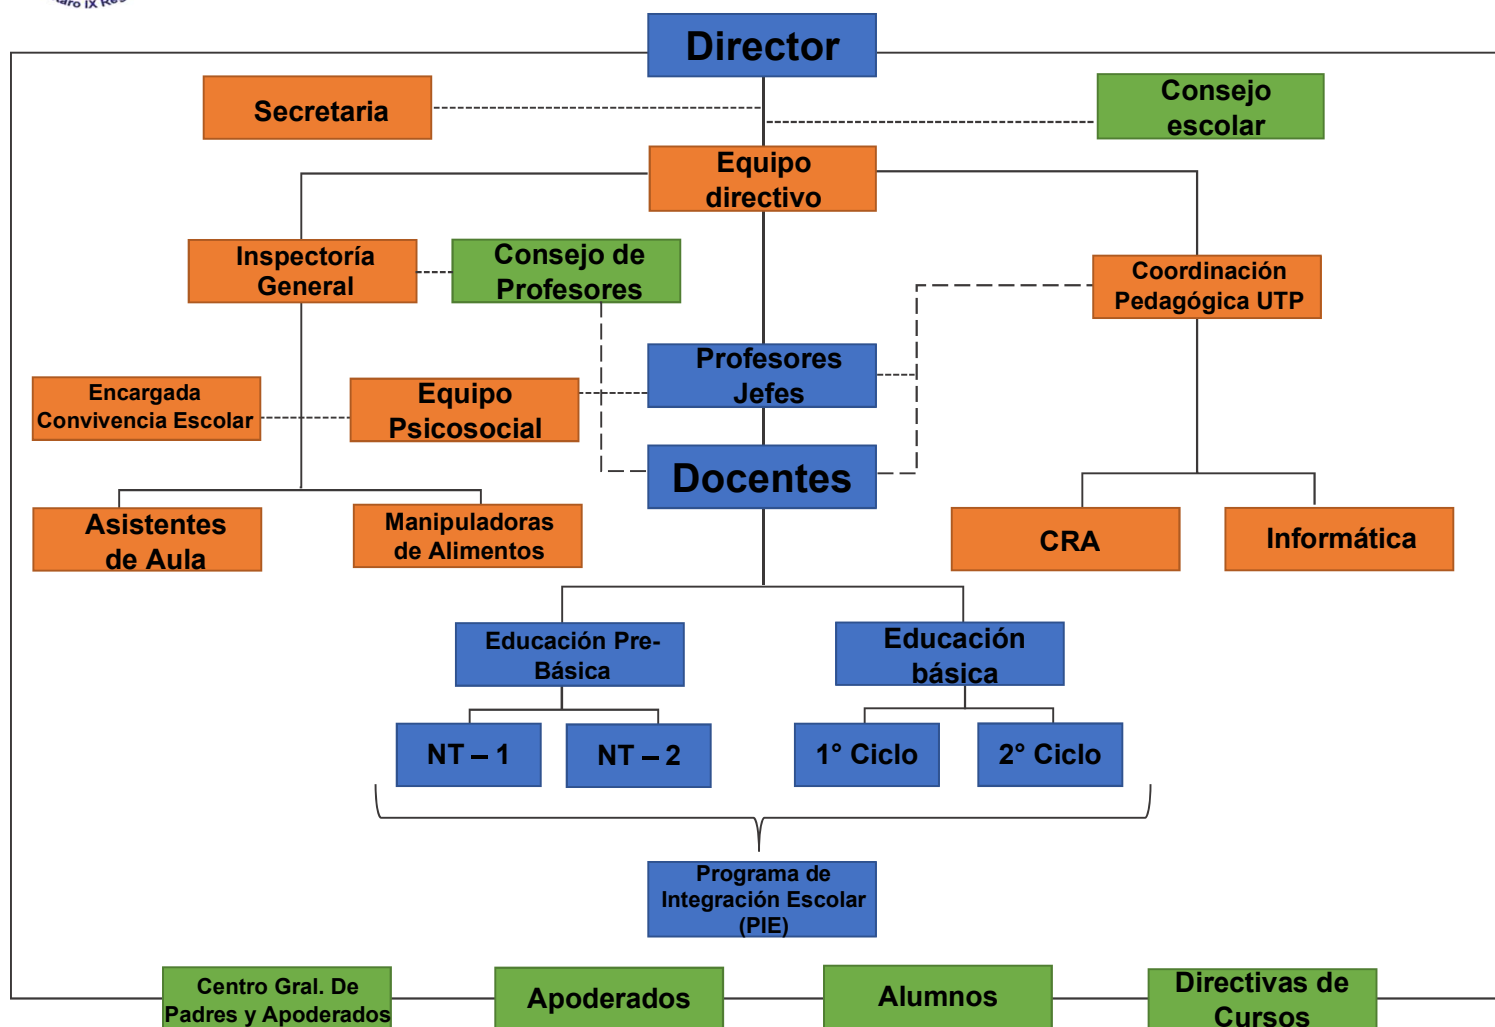 taro IX Reg
Director
Secretaria
Consejo
escolar
Equipo
directivo
Inspectoría
General
Consejo de
Profesores
Coordinación
Pedagógica UTP
Profesores
Jefes
Encargada
Convivencia Escolar
Equipo
Psicosocial
Docentes
Asistentes
de Aula
Manipuladoras
de Alimentos
CRA
Informática
Educación Pre-
Básica
Educación
básica
NT – 1
NT – 2
1° Ciclo
2° Ciclo
Programa de
Integración Escolar
(PIE)
Centro Gral. De
Padres y Apoderados
Apoderados
Alumnos
Directivas de
Cursos